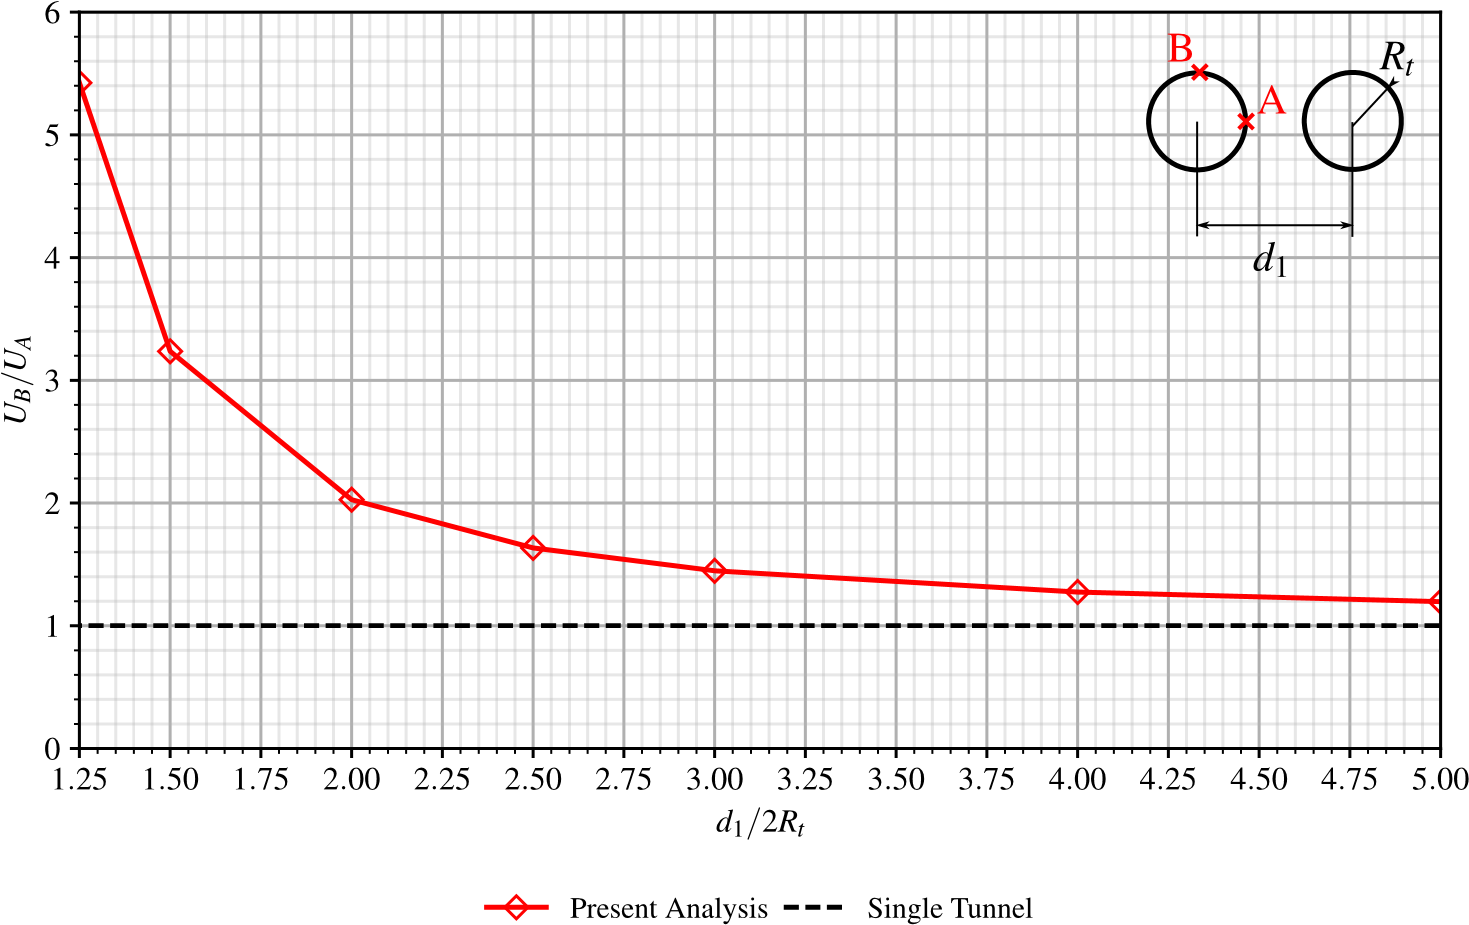 6
5
4
3
2
1
0
U_B/U_A
B
A
R_t
d_1
1.25 1.50 1.75 2.00 2.25 2.50 2.75 3.00 3.25 3.50 3.75 4.00 4.25 4.50 4.75 5.00
d_1/2R_t
Present Analysis Single Tunnel